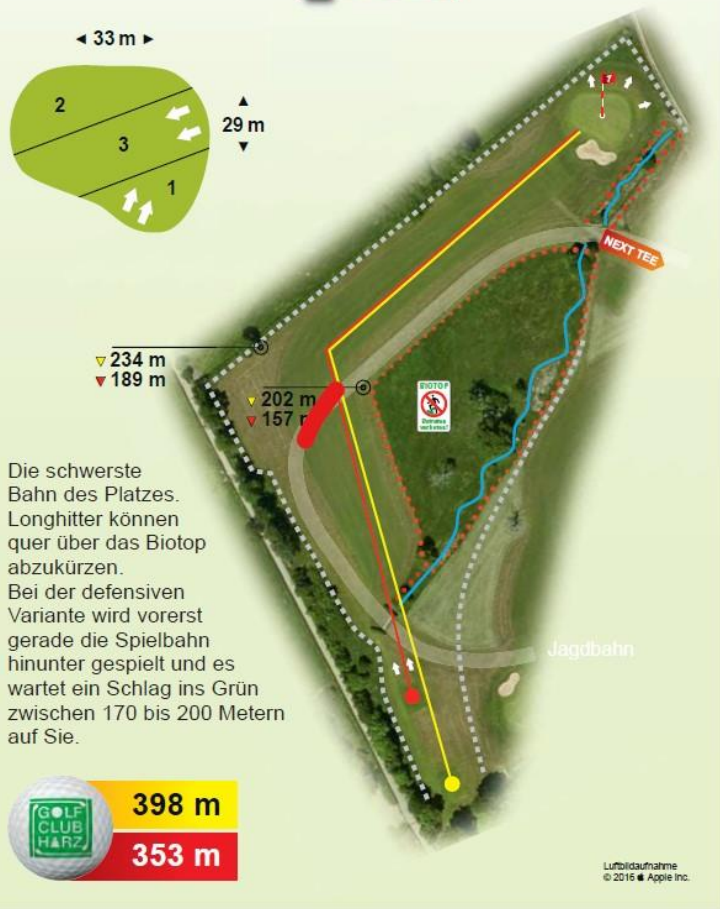 ◄ 33 m ►
2
3
1
▲
29 m
▼
1
NEXT TEE
▼ 234 m
▼ 189 m
▼ 202 m
▼ 157
BIOTOP
Betreten
verboten!
Die schwerste
Bahn des Platzes.
Longhitter können
quer über das Biotop
abzukürzen.
Bei der defensiven
Variante wird vorerst
gerade die Spielbahn
hinunter gespielt und es
wartet ein Schlag ins Grün
zwischen 170 bis 200 Metern
auf Sie.
Jagdbahn
GOLF
CLUB
HARZ
398 m
353 m
Luftbildaufnahme
© 2016 Apple Inc.